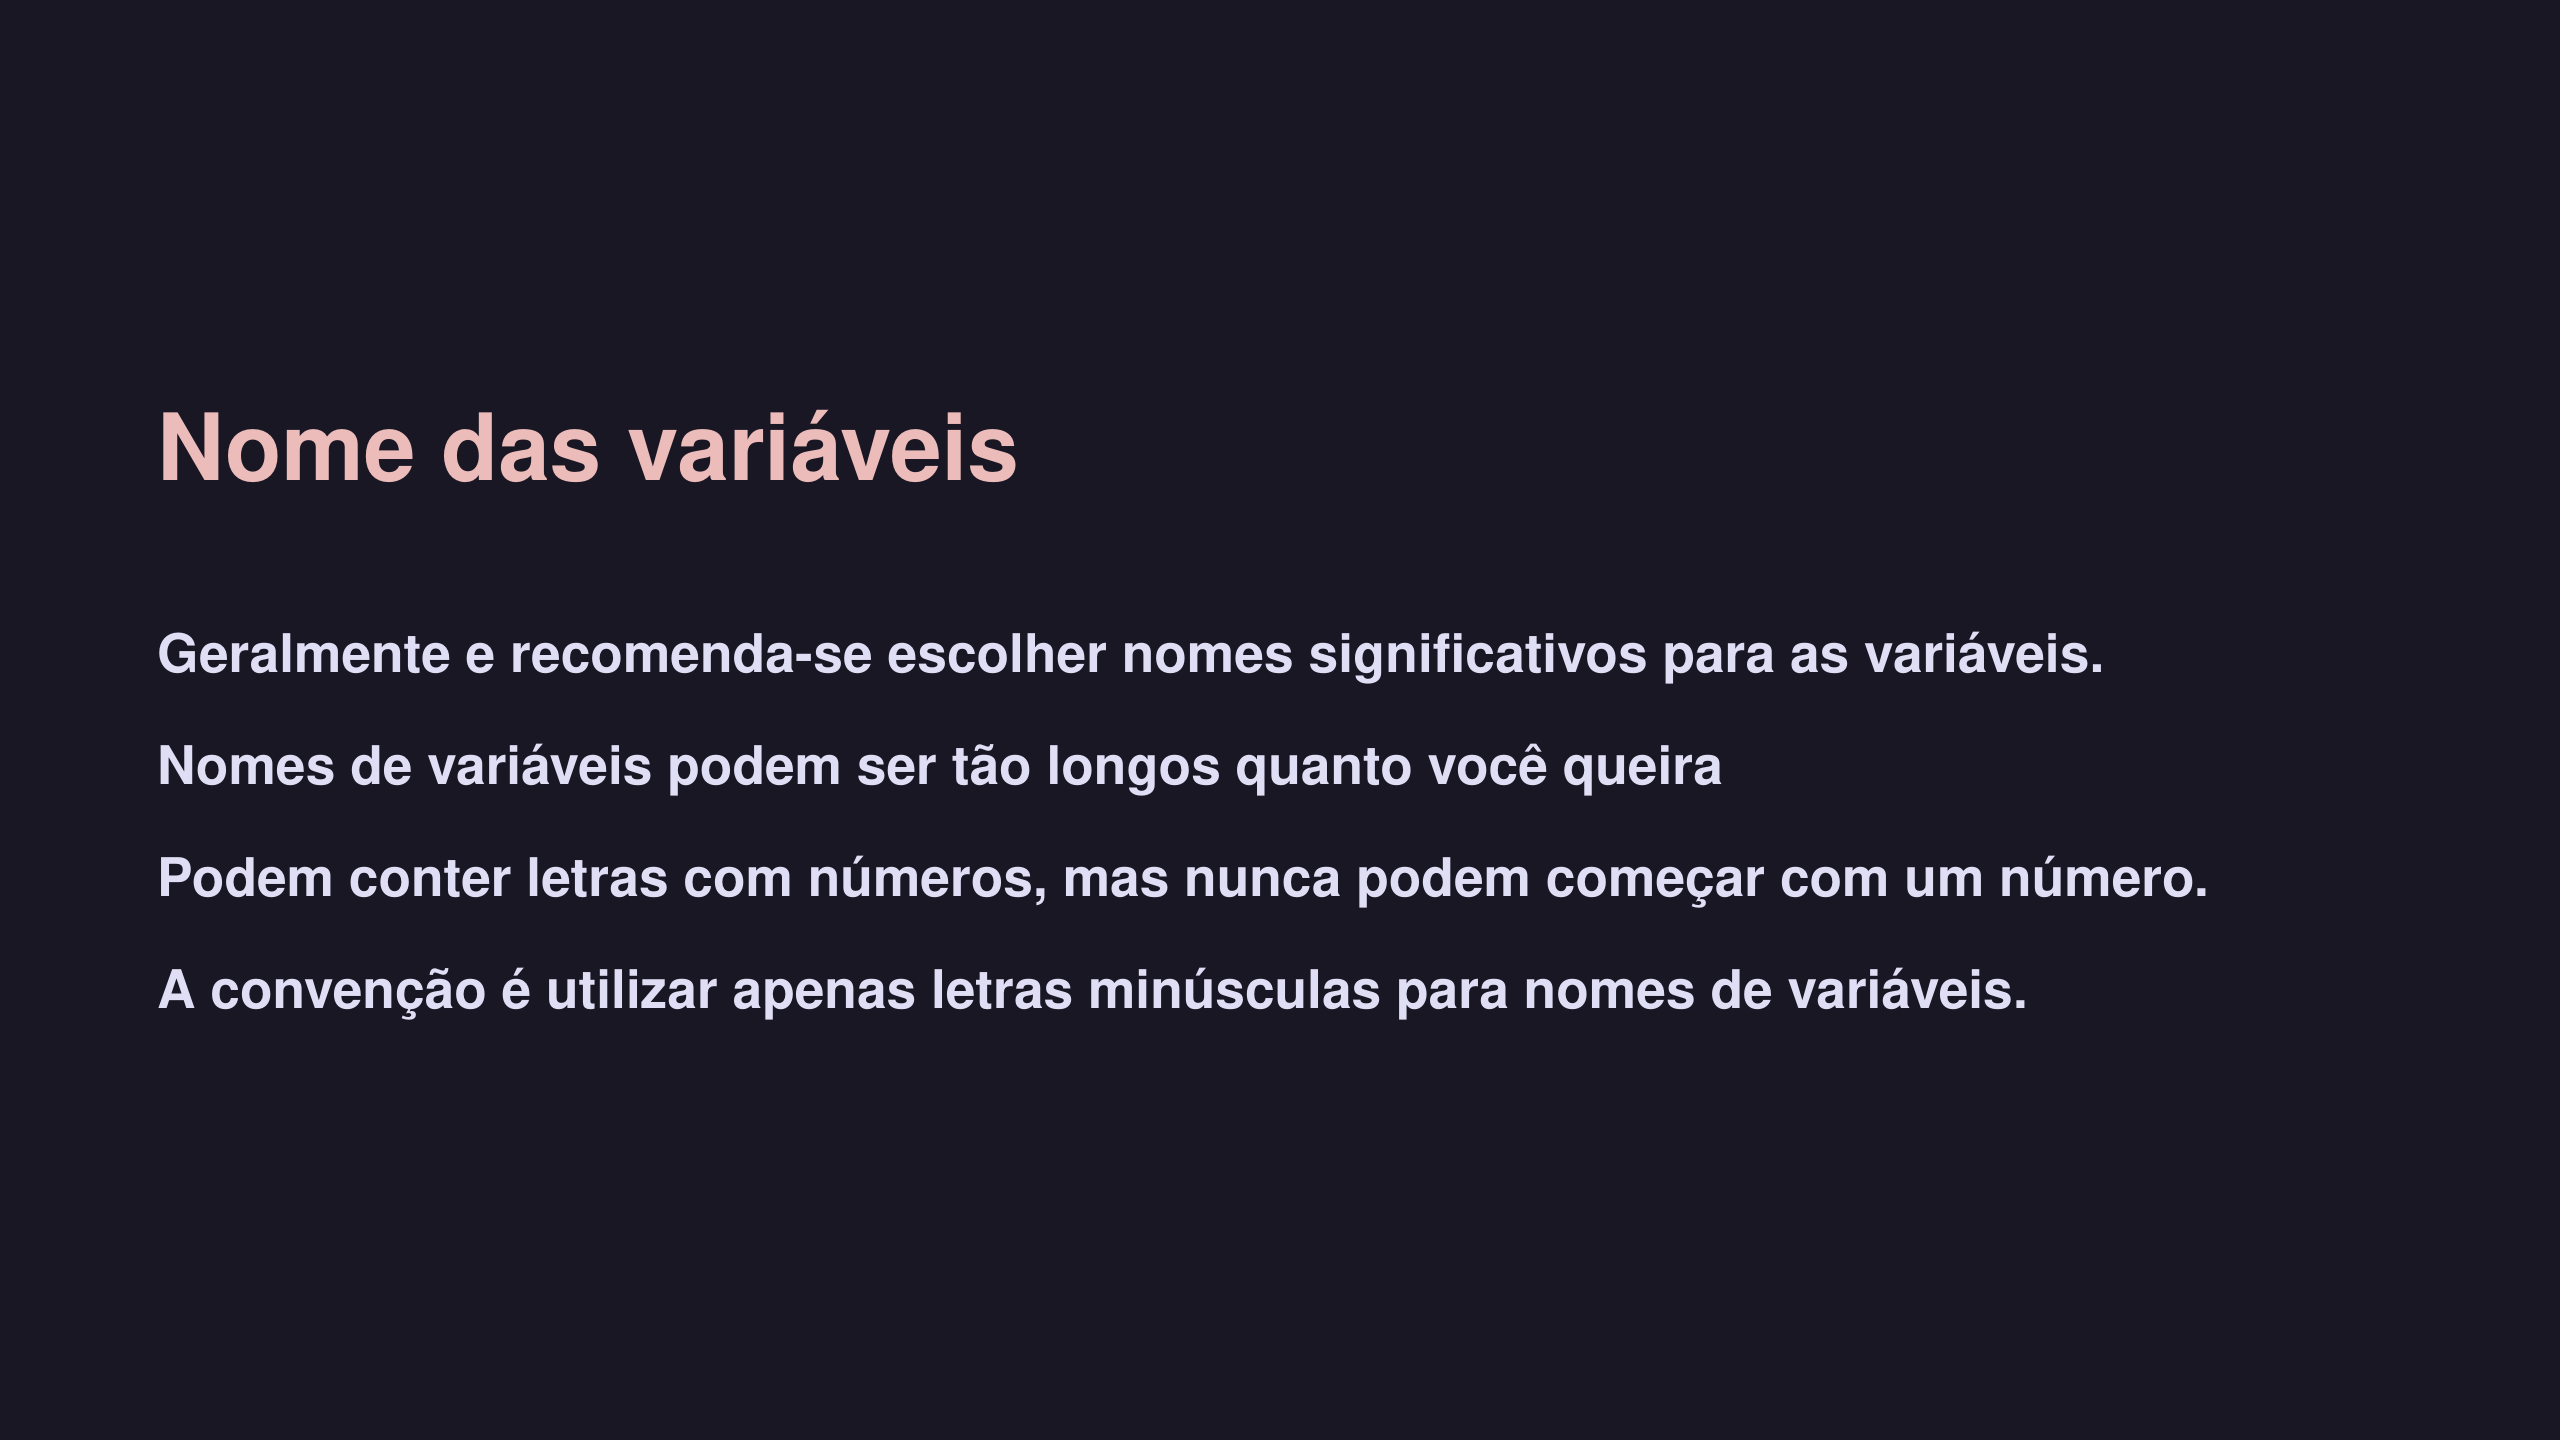 Nome das variáveis
Geralmente e recomenda-se escolher nomes significativos para as variáveis.
Nomes de variáveis podem ser tão longos quanto você queira
Podem conter letras com números, mas nunca podem começar com um número.
A convenção é utilizar apenas letras minúsculas para nomes de variáveis.